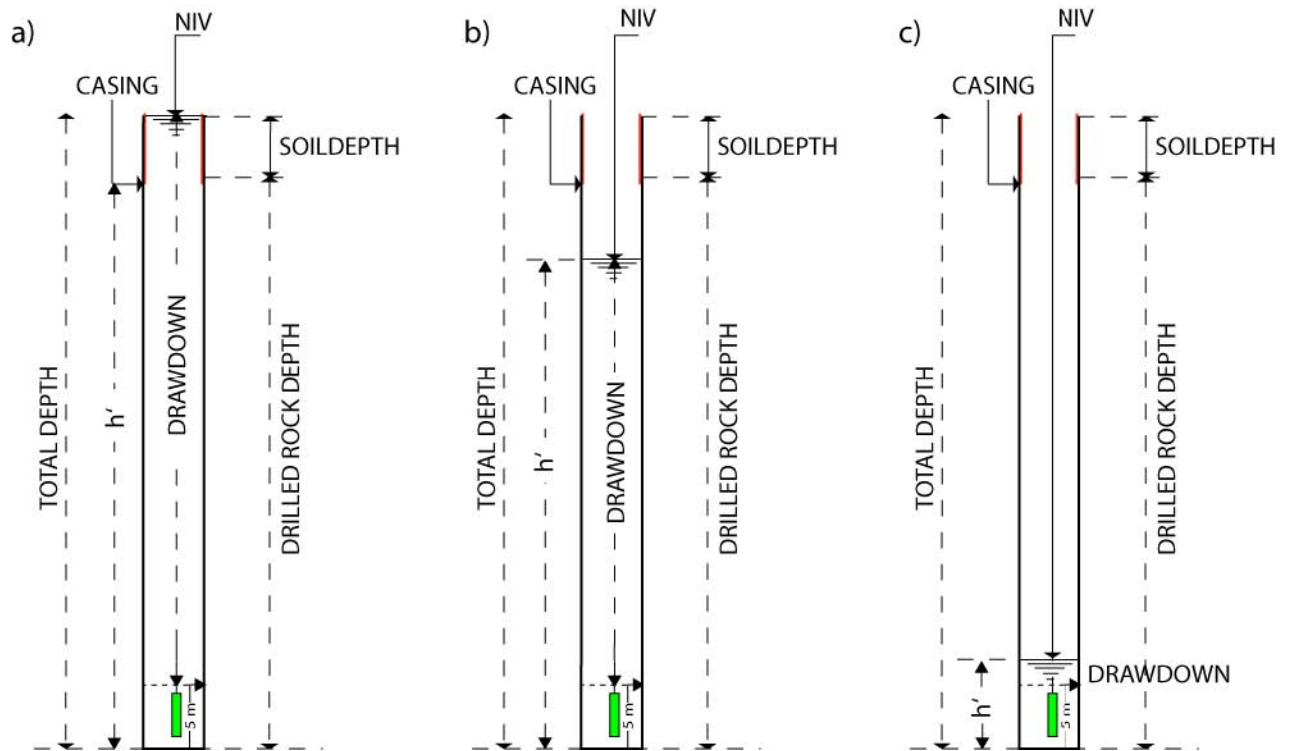 a)
NIV
CASING
SOILDEPTH
TOTAL DEPTH
h'
DRAWDOWN
DRILLED ROCK DEPTH
5 m
b)
NIV
CASING
SOILDEPTH
TOTAL DEPTH
h'
DRAWDOWN
DRILLED ROCK DEPTH
5 m
c)
NIV
CASING
SOILDEPTH
TOTAL DEPTH
DRILLED ROCK DEPTH
DRAWDOWN
h'
5 m